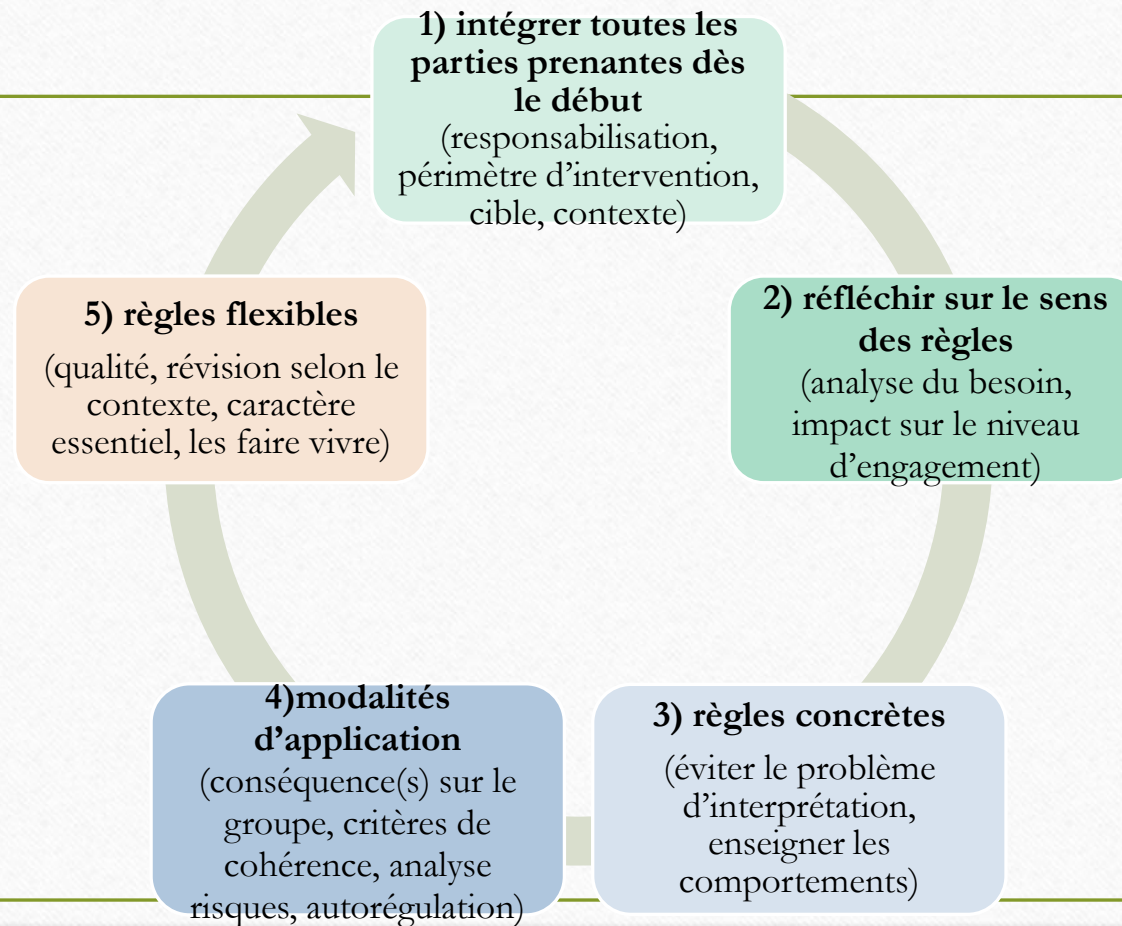 1) intégrer toutes les
parties prenantes dès
le début
(responsabilisation,
périmètre d’intervention,
cible, contexte)
2) réfléchir sur le sens
des règles
(analyse du besoin,
impact sur le niveau
d’engagement)
3) règles concrètes
(éviter le problème
d’interprétation,
enseigner les
comportements)
4)modalités
d’application
(conséquence(s) sur le
groupe, critères de
cohérence, analyse
risques, autorégulation)
5) règles flexibles
(qualité, révision selon le
contexte, caractère
essentiel, les faire vivre)